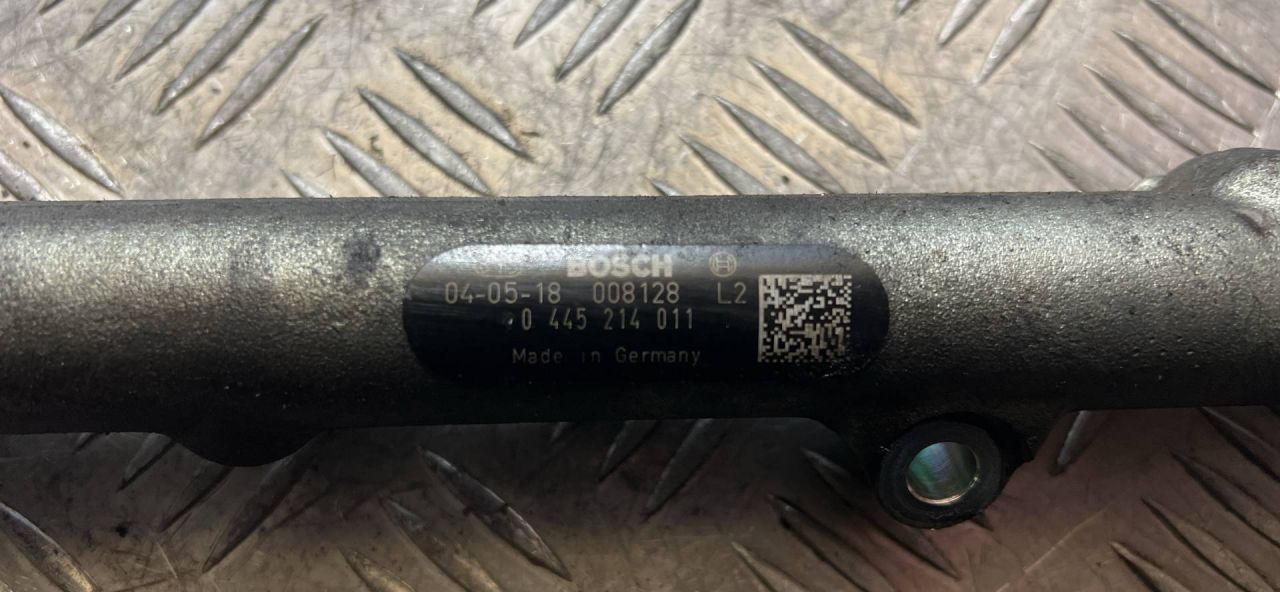 BOSCH
04-05-18 008128 L2
0 445 214 011
Made in Germany